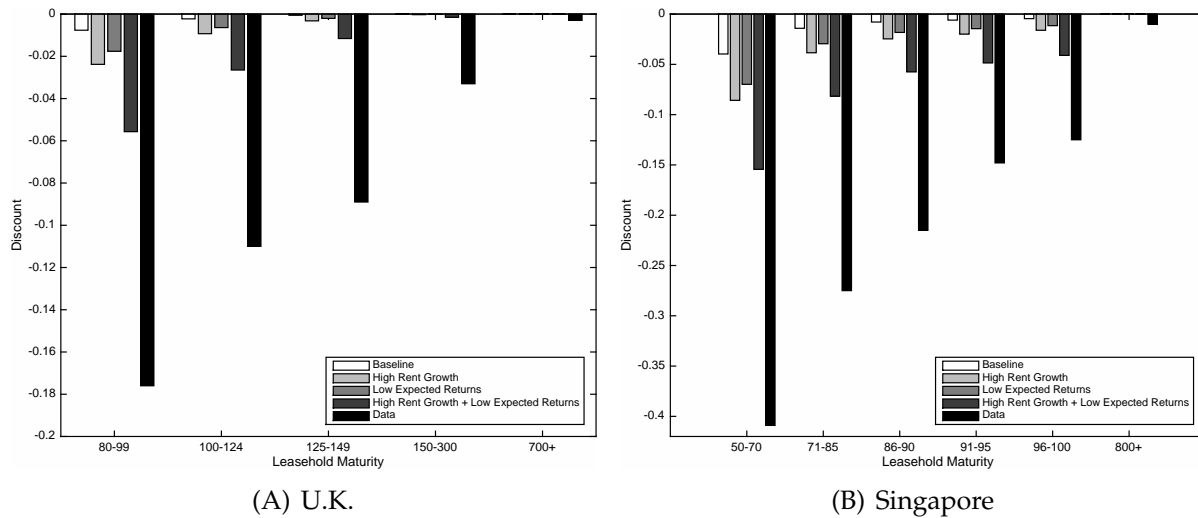 0
-0.02
-0.04
-0.06
-0.08
-0.1
-0.12
-0.14
-0.16
-0.18
-0.2
Discount
80-99 100-124 125-149 150-300 700+
Leasehold Maturity
Baseline
High Rent Growth
Low Expected Returns
High Rent Growth + Low Expected Returns
Data
(A) U.K.
0
-0.05
-0.1
-0.15
-0.2
-0.25
-0.3
-0.35
-0.4
Discount
50-70 71-85 86-90 91-95 96-100 800+
Leasehold Maturity
Baseline
High Rent Growth
Low Expected Returns
High Rent Growth + Low Expected Returns
Data
(B) Singapore